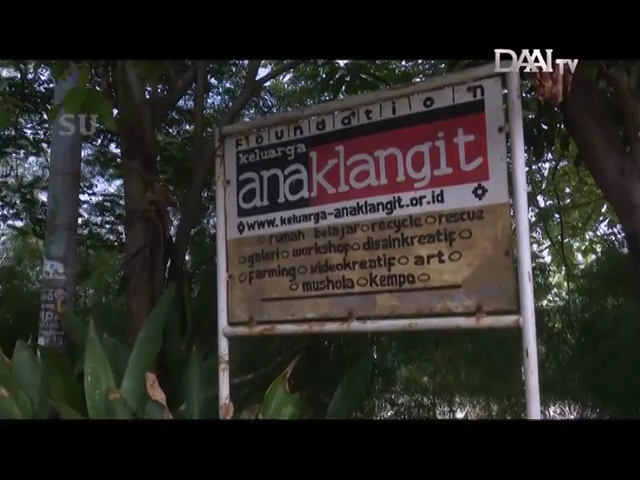 DAAI TV
SU
Foundation
keluarga
anaklangit
www.keluarga-anaklangit.or.id
rumah belajar recycle rescue
galeri workshop disainkreatif
farming videokreatif art
mushola kempo